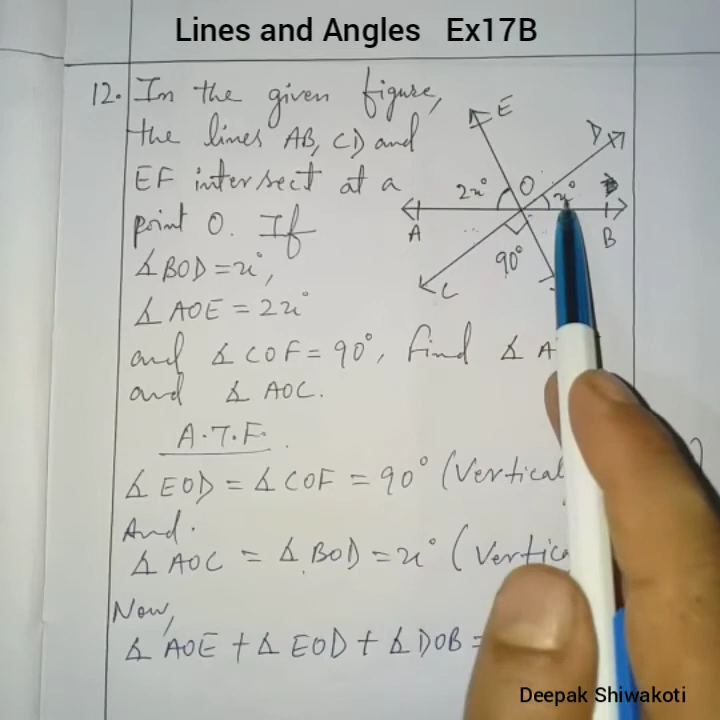 Lines and Angles Ex17B
12. In the given figure,
the lines AB, CD and
EF intersect at a
point O. If
∡BOD = x°,
∡AOE = 2x°
and ∡COF = 90°, find ∡A
and ∡AOC.
E
D
2x° O x°
A B
90°
C
A.T.F.
∡EOD = ∡COF = 90° (Vertical
And.
∡AOC = ∡BOD = x° (
Now,
∡AOE + ∡EOD + ∡DOB =
Deepak Shiwakoti